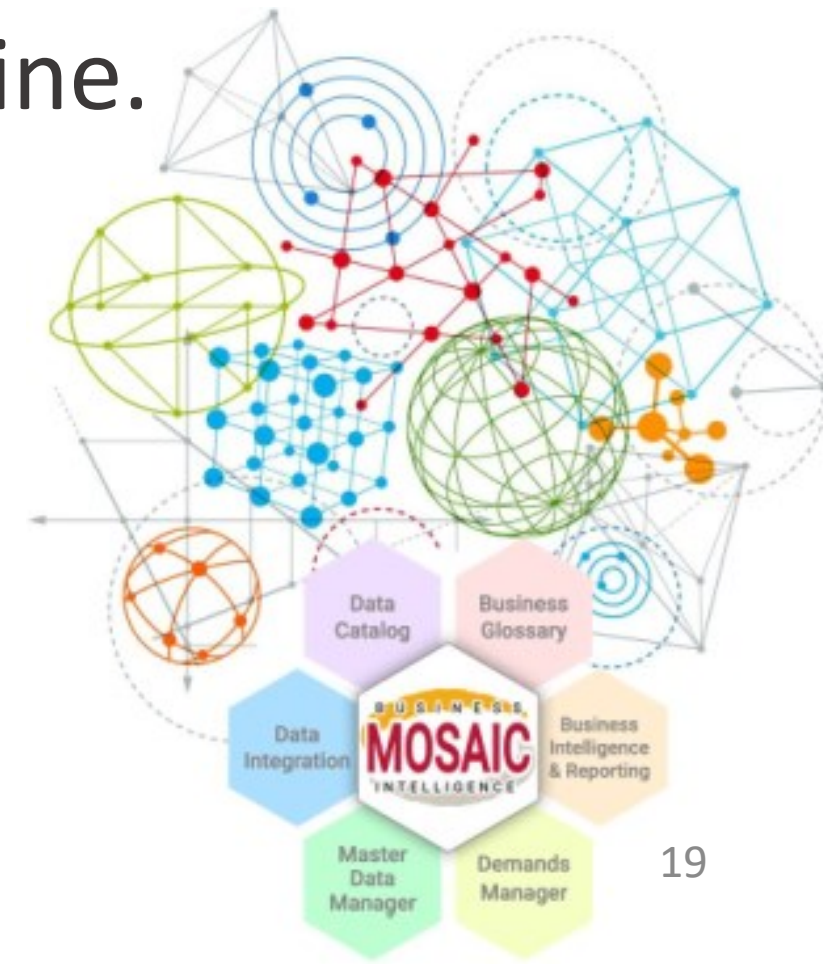 ine.
Data
Catalog
Business
Glossary
Data
Integration
BUSINESS
MOSAIC
INTELLIGENCE
Business
Intelligence
& Reporting
Master
Data
Manager
Demands
Manager
19